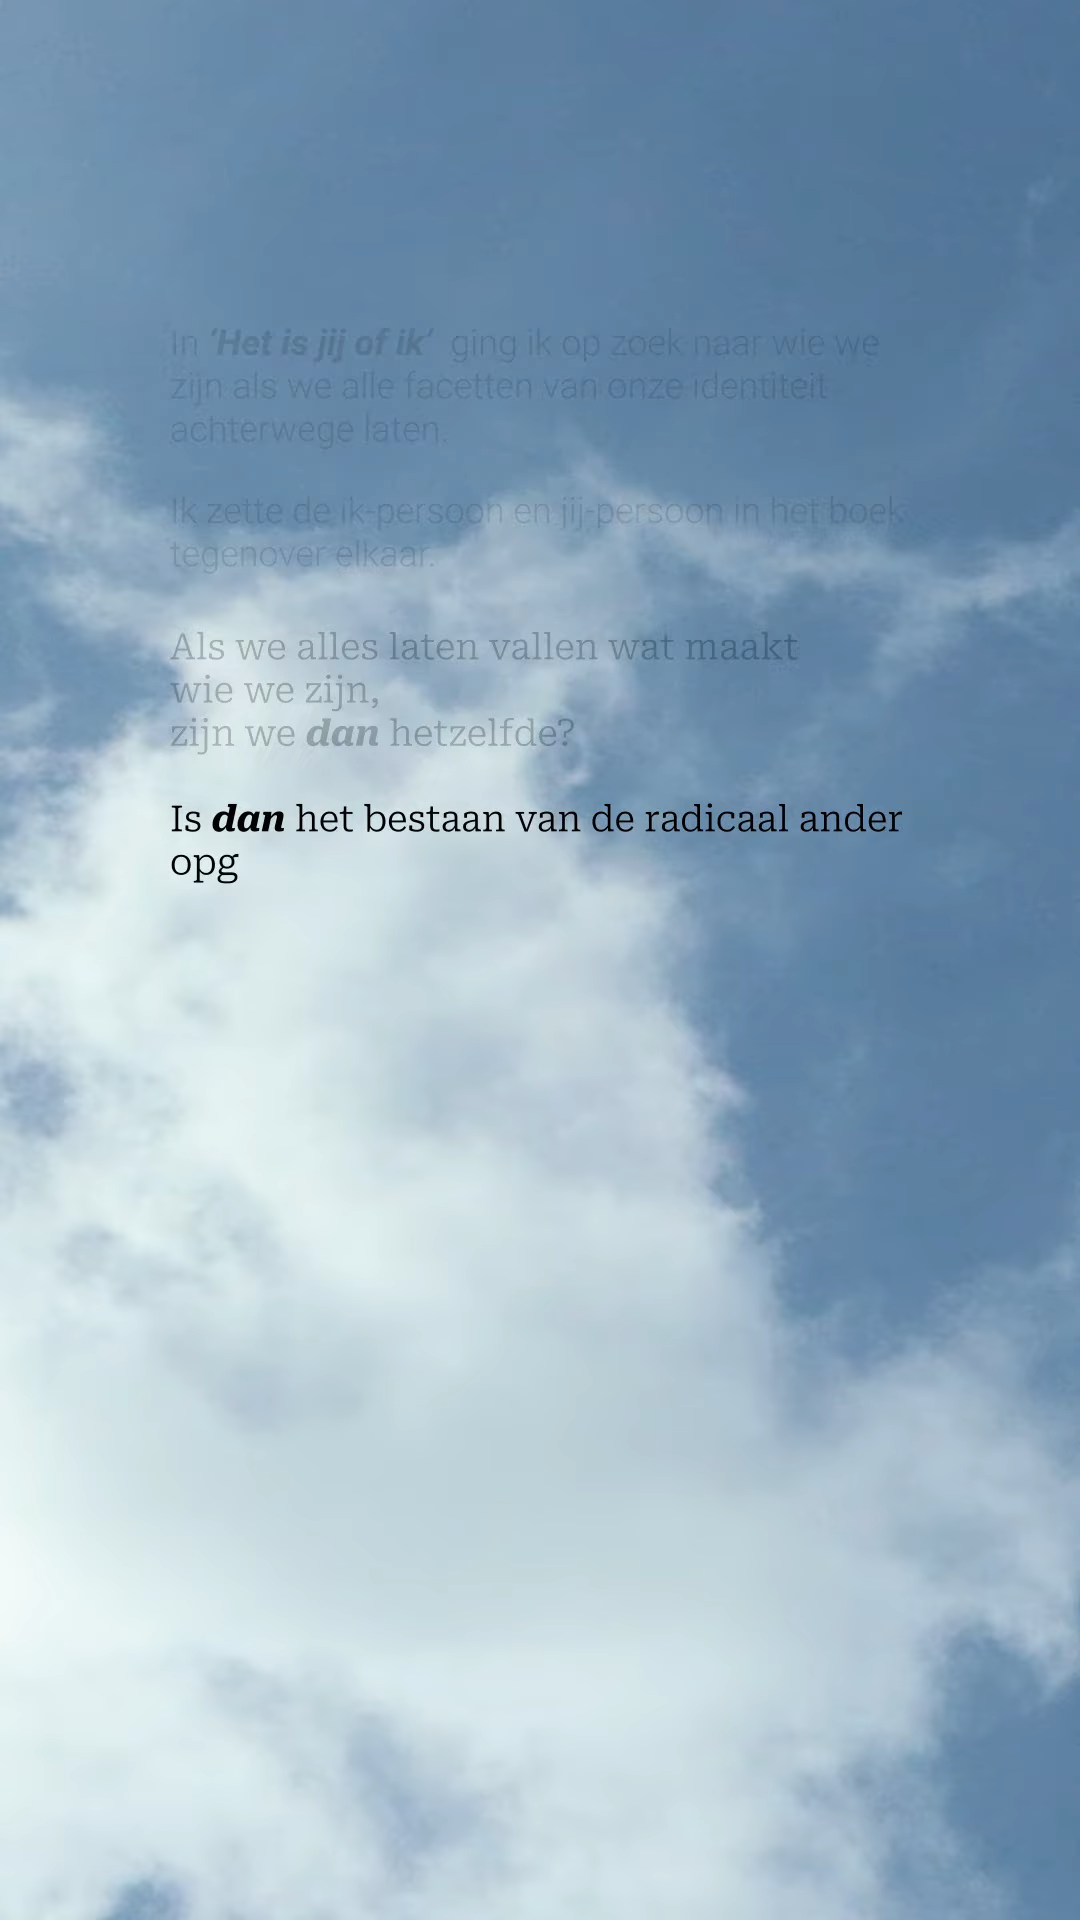 In ‘Het is jij of ik’ ging ik op zoek naar wie we
zijn als we alle facetten van onze identiteit
achterwege laten.
Ik zette de ik-persoon en jij-persoon in het boek
tegenover elkaar.
Als we alles laten vallen wat maakt
wie we zijn,
zijn we dan hetzelfde?
Is dan het bestaan van de radicaal ander
opg